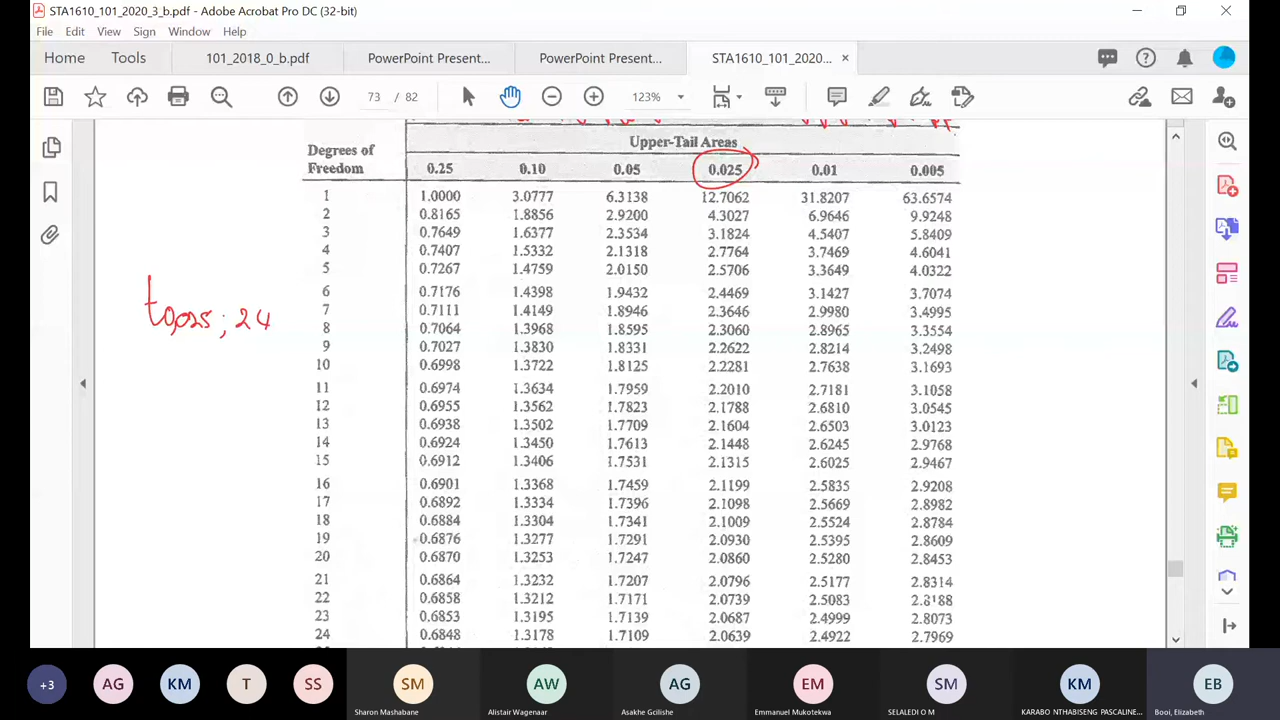 STA1610_101_2020_3_b.pdf - Adobe Acrobat Pro DC (32-bit)
File Edit View Sign Window Help
Home Tools 101_2018_0_b.pdf PowerPoint Present... PowerPoint Present... STA1610_101_2020... ×
73 / 82 123%
Upper-Tail Areas
Degrees of
Freedom 0.25 0.10 0.05 0.025 0.01 0.005
1 1.0000 3.0777 6.3138 12.7062 31.8207 63.6574
2 0.8165 1.8856 2.9200 4.3027 6.9646 9.9248
3 0.7649 1.6377 2.3534 3.1824 4.5407 5.8409
4 0.7407 1.5332 2.1318 2.7764 3.7469 4.6041
5 0.7267 1.4759 2.0150 2.5706 3.3649 4.0322
6 0.7176 1.4398 1.9432 2.4469 3.1427 3.7074
7 0.7111 1.4149 1.8946 2.3646 2.9980 3.4995
t0,025 ; 24
8 0.7064 1.3968 1.8595 2.3060 2.8965 3.3554
9 0.7027 1.3830 1.8331 2.2622 2.8214 3.2498
10 0.6998 1.3722 1.8125 2.2281 2.7638 3.1693
11 0.6974 1.3634 1.7959 2.2010 2.7181 3.1058
12 0.6955 1.3562 1.7823 2.1788 2.6810 3.0545
13 0.6938 1.3502 1.7709 2.1604 2.6503 3.0123
14 0.6924 1.3450 1.7613 2.1448 2.6245 2.9768
15 0.6912 1.3406 1.7531 2.1315 2.6025 2.9467
16 0.6901 1.3368 1.7459 2.1199 2.5835 2.9208
17 0.6892 1.3334 1.7396 2.1098 2.5669 2.8982
18 0.6884 1.3304 1.7341 2.1009 2.5524 2.8784
19 0.6876 1.3277 1.7291 2.0930 2.5395 2.8609
20 0.6870 1.3253 1.7247 2.0860 2.5280 2.8453
21 0.6864 1.3232 1.7207 2.0796 2.5177 2.8314
22 0.6858 1.3212 1.7171 2.0739 2.5083 2.8188
23 0.6853 1.3195 1.7139 2.0687 2.4999 2.8073
24 0.6848 1.3178 1.7109 2.0639 2.4922 2.7969
+3 AG KM T SS SM AW AG EM SM KM EB
Sharon Mashabane Alistair Wagenaar Asakhe Gcilishe Emmanuel Mukotekwa SELALEDI O M KARABO NTHABISENG PASCALINE... Booi, Elizabeth